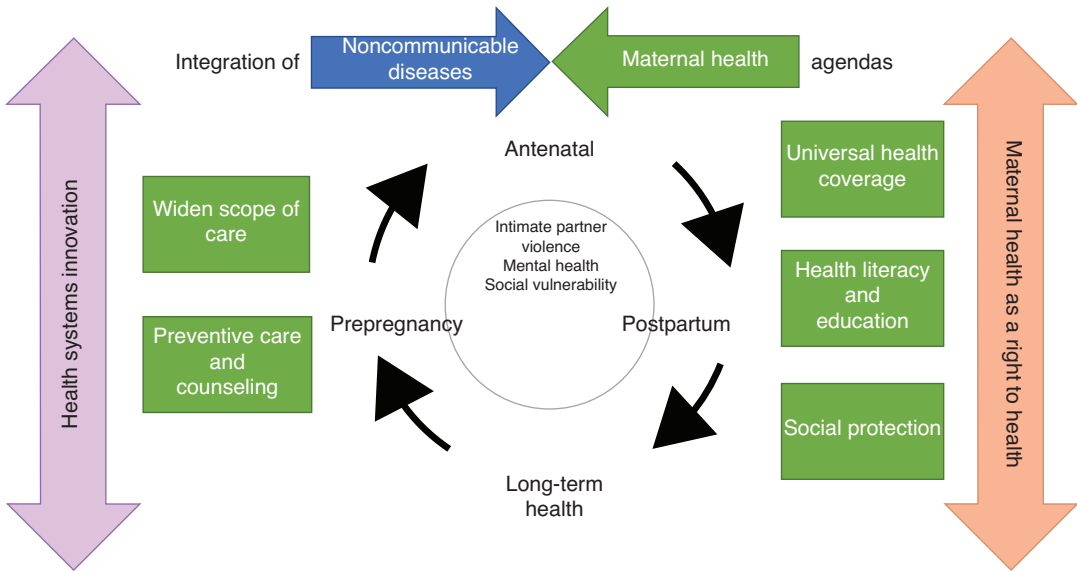 Integration of
Noncommunicable
diseases
Maternal health
agendas
Health systems innovation
Widen scope of
care
Preventive care
and
counseling
Antenatal
Intimate partner
violence
Mental health
Social vulnerability
Prepregnancy
Postpartum
Long-term
health
Universal health
coverage
Health literacy
and
education
Social protection
Maternal health as a right to health